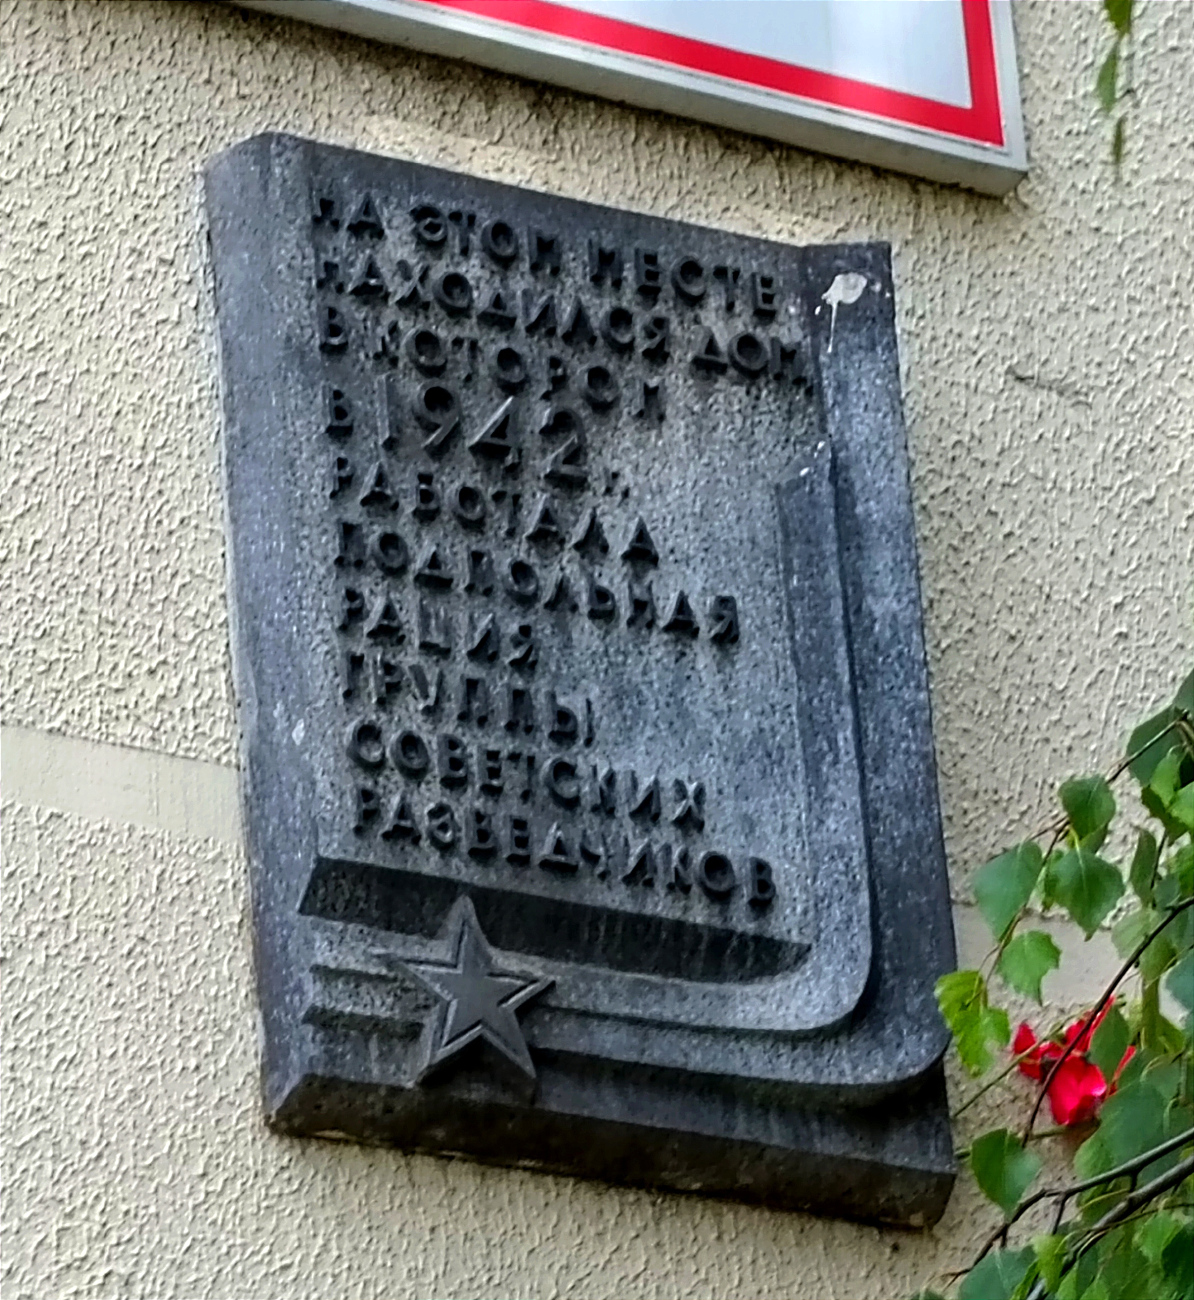 НА ЭТОМ МЕСТЕ
НАХОДИЛСЯ ДОМ,
В КОТОРОМ
В 1942 г.
РАБОТАЛА
ПОДПОЛЬНАЯ
РАЦИЯ
ГРУППЫ
СОВЕТСКИХ
РАЗВЕДЧИКОВ